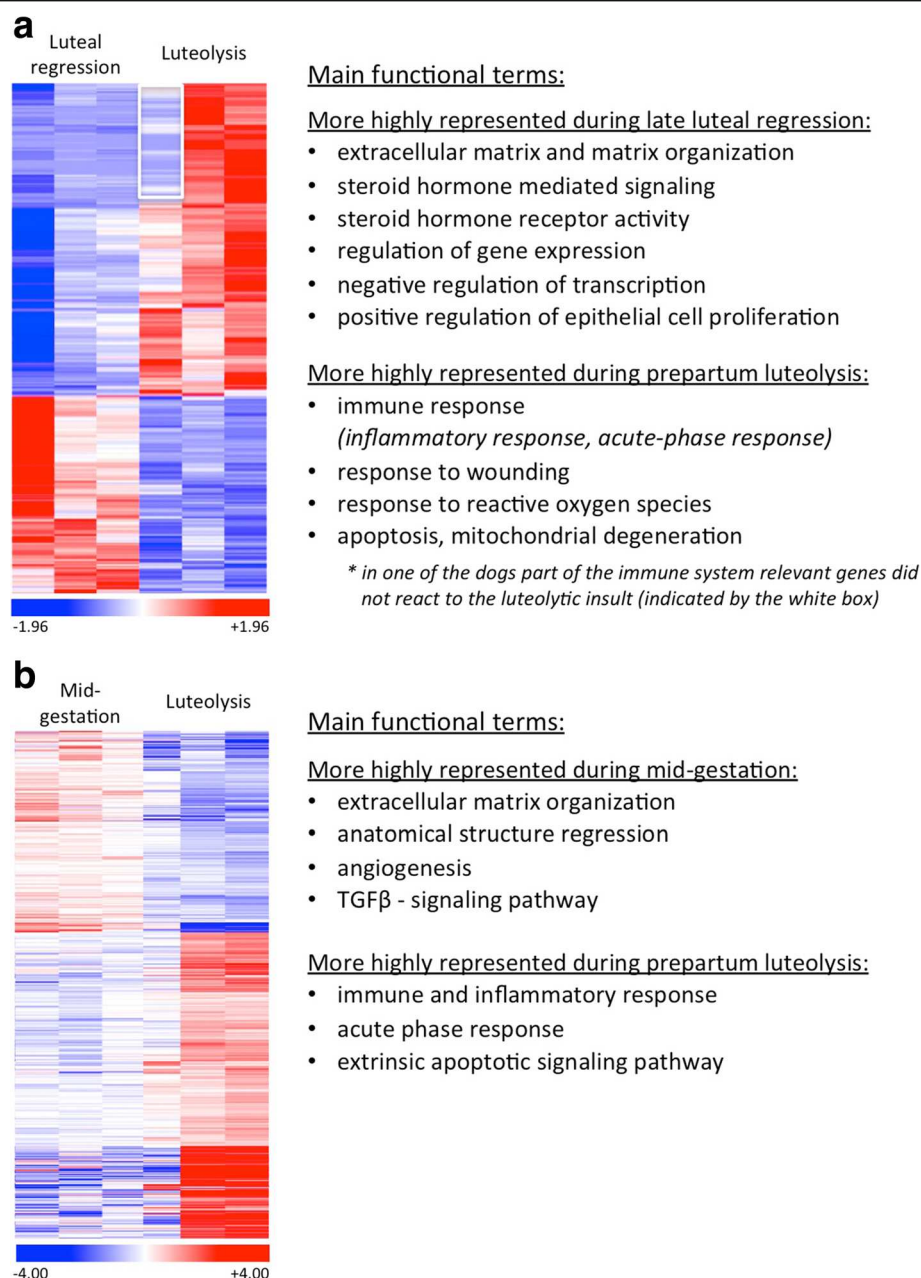 a
Luteal
regression
Luteolysis
Main functional terms:
More highly represented during late luteal regression:
• extracellular matrix and matrix organization
• steroid hormone mediated signaling
• steroid hormone receptor activity
• regulation of gene expression
• negative regulation of transcription
• positive regulation of epithelial cell proliferation
More highly represented during prepartum luteolysis:
• immune response
(inflammatory response, acute-phase response)
• response to wounding
• response to reactive oxygen species
• apoptosis, mitochondrial degeneration
* in one of the dogs part of the immune system relevant genes did
not react to the luteolytic insult (indicated by the white box)
-1.96
+1.96
b
Mid-
gestation
Luteolysis
Main functional terms:
More highly represented during mid-gestation:
• extracellular matrix organization
• anatomical structure regression
• angiogenesis
• TGFβ - signaling pathway
More highly represented during prepartum luteolysis:
• immune and inflammatory response
• acute phase response
• extrinsic apoptotic signaling pathway
-4.00
+4.00